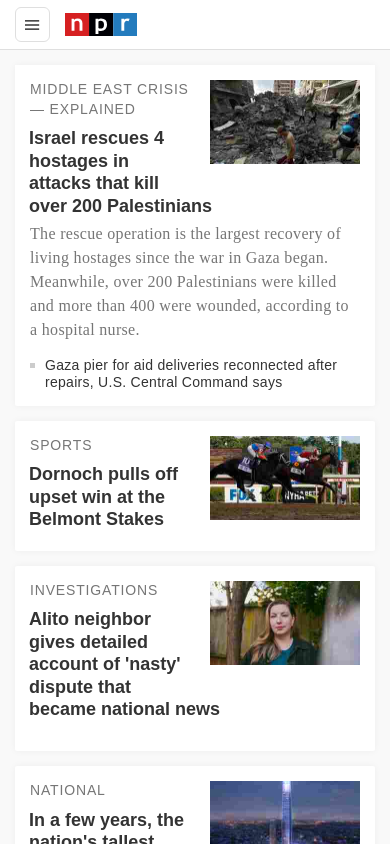 npr
MIDDLE EAST CRISIS
— EXPLAINED
Israel rescues 4
hostages in
attacks that kill
over 200 Palestinians
The rescue operation is the largest recovery of
living hostages since the war in Gaza began.
Meanwhile, over 200 Palestinians were killed
and more than 400 were wounded, according to
a hospital nurse.
Gaza pier for aid deliveries reconnected after
repairs, U.S. Central Command says
SPORTS
Dornoch pulls off
upset win at the
Belmont Stakes
FOX
NYRABETS
INVESTIGATIONS
Alito neighbor
gives detailed
account of 'nasty'
dispute that
became national news
NATIONAL
In a few years, the
nation's tallest